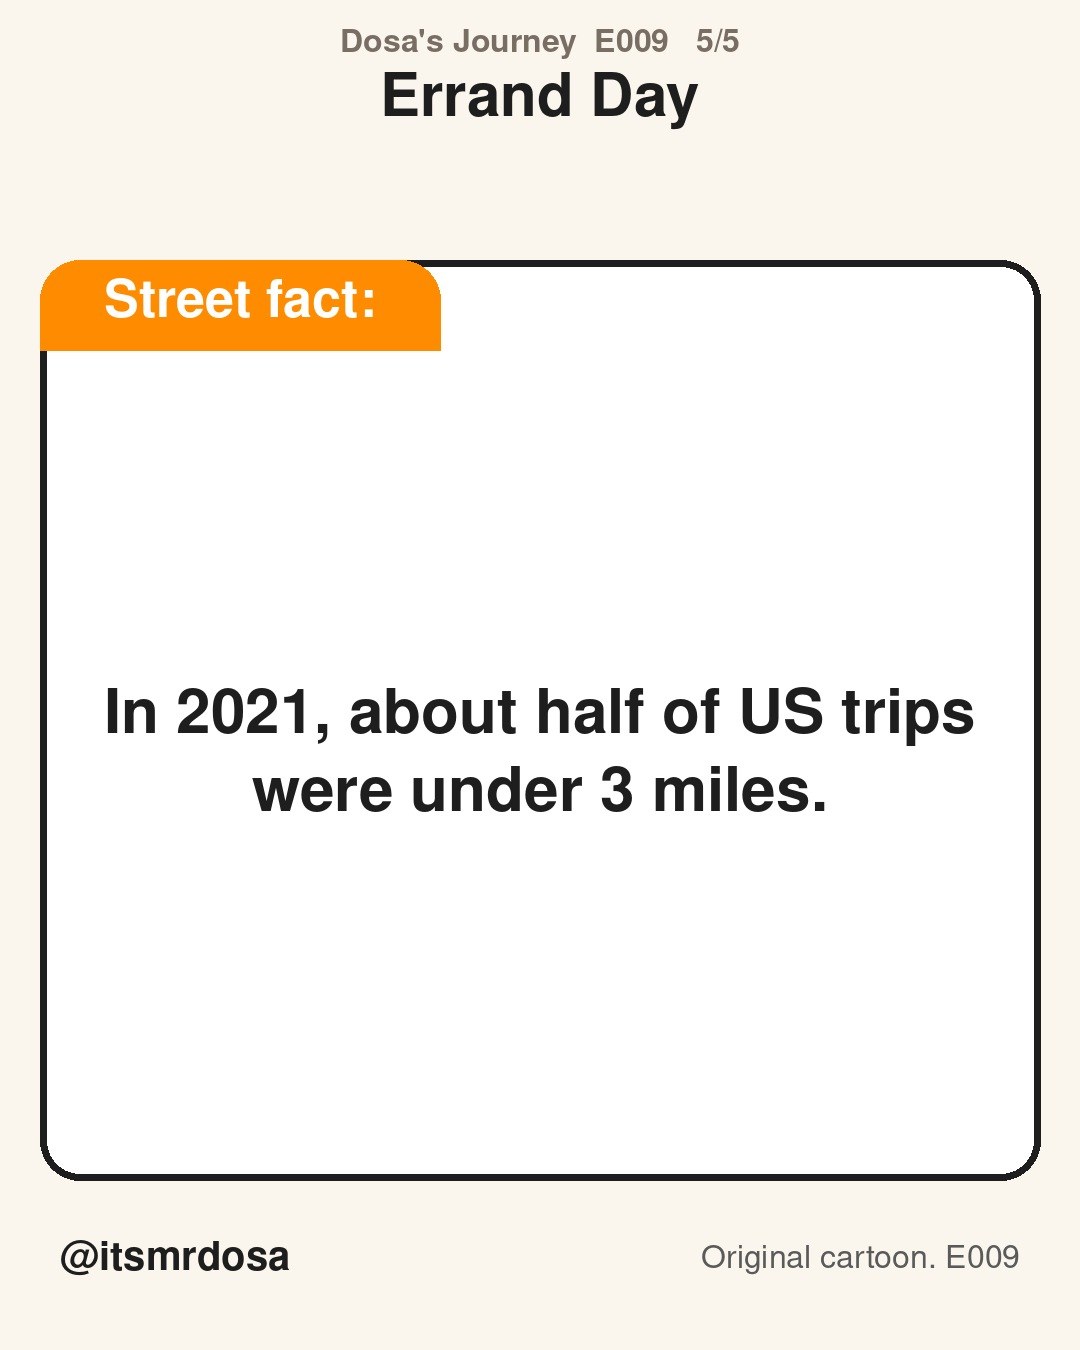 Dosa's Journey E009 5/5
Errand Day
Street fact:
In 2021, about half of US trips
were under 3 miles.
@itsmrdosa
Original cartoon. E009